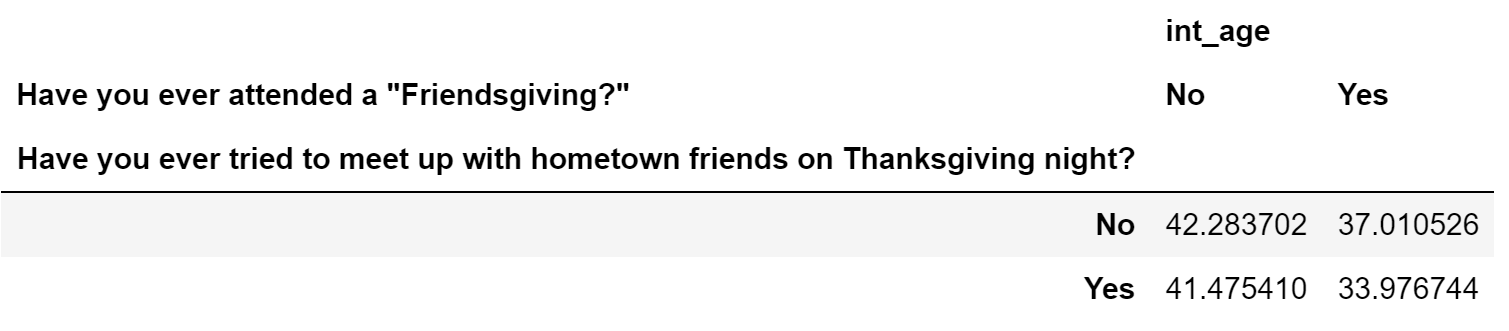 int_age
Have you ever attended a "Friendsgiving?" No Yes
Have you ever tried to meet up with hometown friends on Thanksgiving night?
No 42.283702 37.010526
Yes 41.475410 33.976744